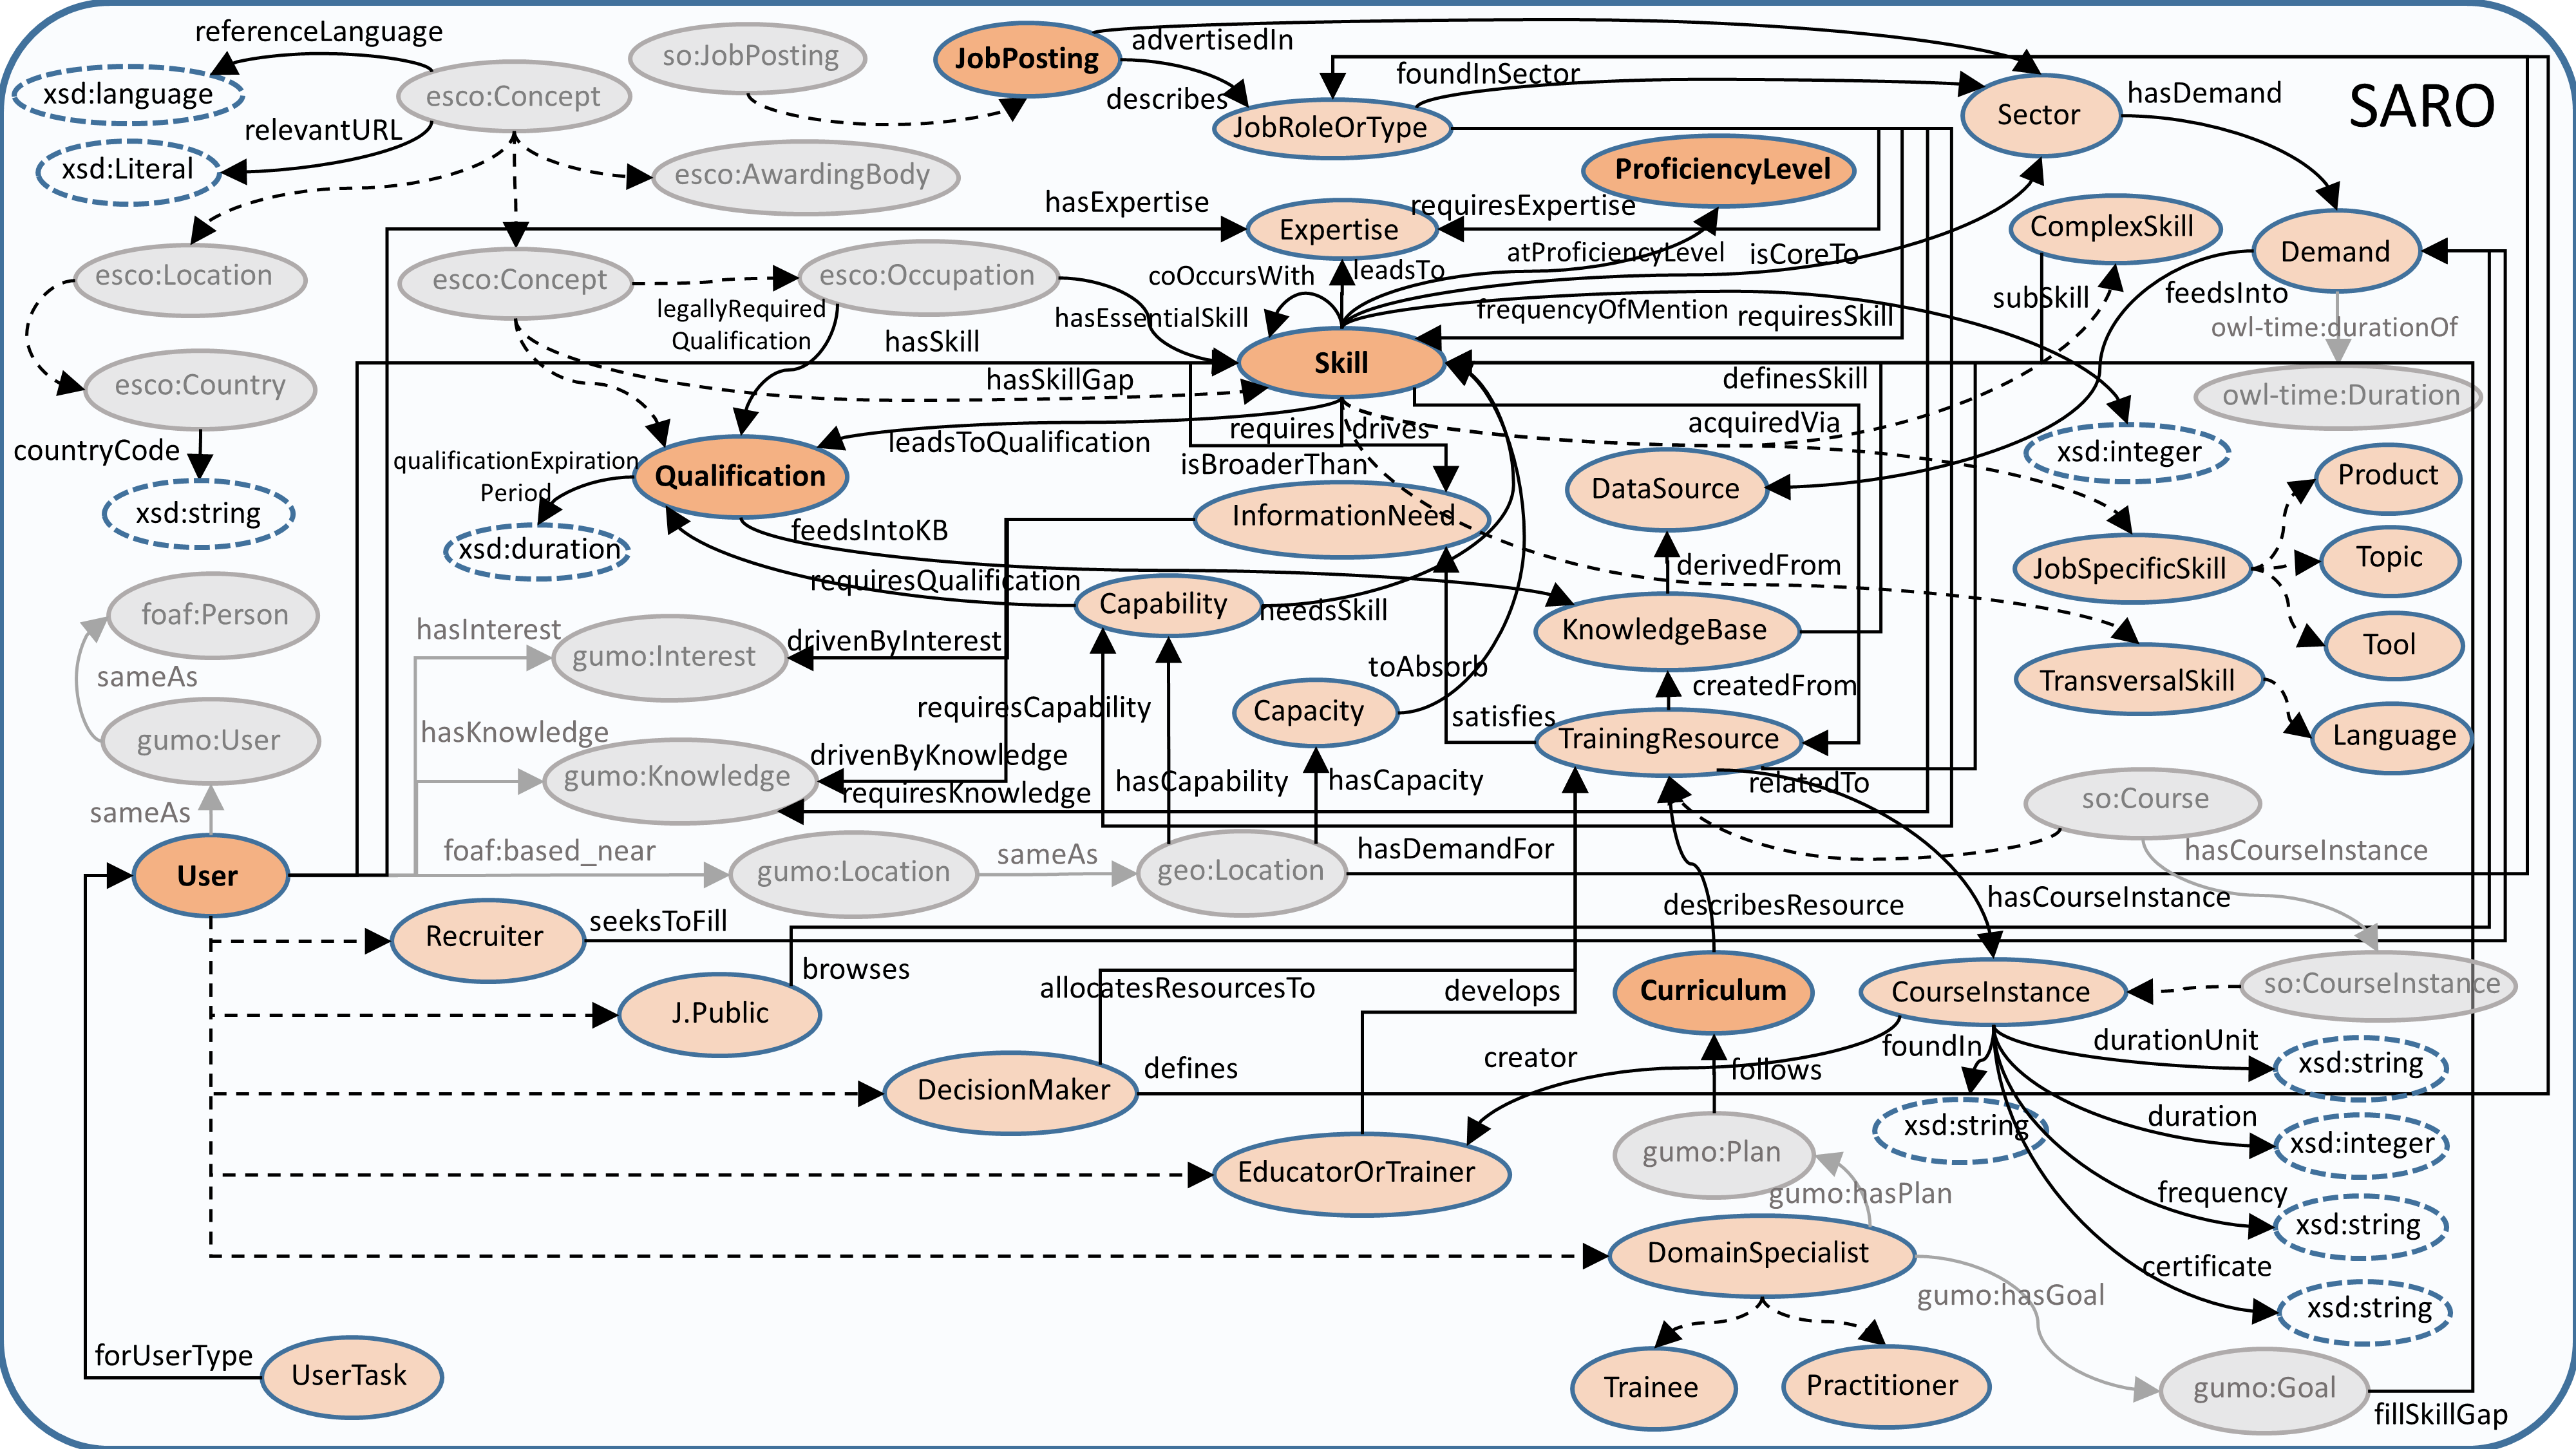 referenceLanguage
so:JobPosting
JobPosting
advertisedIn
foundInSector
xsd:language
esco:Concept
describes
JobRoleOrType
Sector
hasDemand
SARO
relevantURL
xsd:Literal
esco:AwardingBody
ProficiencyLevel
hasExpertise
Expertise
requiresExpertise
ComplexSkill
Demand
esco:Location
esco:Concept
esco:Occupation
coOccursWith
leadsTo
atProficiencyLevel
isCoreTo
subSkill
feedsInto
legallyRequired
Qualification
hasEssentialSkill
frequencyOfMention
requiresSkill
owl-time:durationOf
hasSkill
Skill
esco:Country
hasSkillGap
definesSkill
owl-time:Duration
countryCode
leadsToQualification
requires
drives
acquiredVia
xsd:integer
qualificationExpiration
Period
Qualification
isBroaderThan
DataSource
Product
xsd:string
xsd:duration
feedsIntoKB
InformationNeed
derivedFrom
JobSpecificSkill
Topic
foaf:Person
requiresQualification
Capability
needsSkill
KnowledgeBase
hasInterest
gumo:Interest
drivenByInterest
Tool
sameAs
toAbsorb
createdFrom
TransversalSkill
gumo:User
requiresCapability
Capacity
satisfies
TrainingResource
Language
hasKnowledge
gumo:Knowledge
drivenByKnowledge
requiresKnowledge
hasCapability
hasCapacity
relatedTo
so:Course
sameAs
foaf:based_near
sameAs
hasDemandFor
hasCourseInstance
User
gumo:Location
geo:Location
describesResource
hasCourseInstance
Recruiter
seeksToFill
browses
allocatesResourcesTo
develops
Curriculum
CourseInstance
so:CourseInstance
J.Public
creator
foundIn
durationUnit
xsd:string
DecisionMaker
defines
follows
xsd:string
duration
xsd:integer
EducatorOrTrainer
gumo:Plan
gumo:hasPlan
frequency
xsd:string
DomainSpecialist
certificate
gumo:hasGoal
xsd:string
forUserType
UserTask
Trainee
Practitioner
gumo:Goal
fillSkillGap